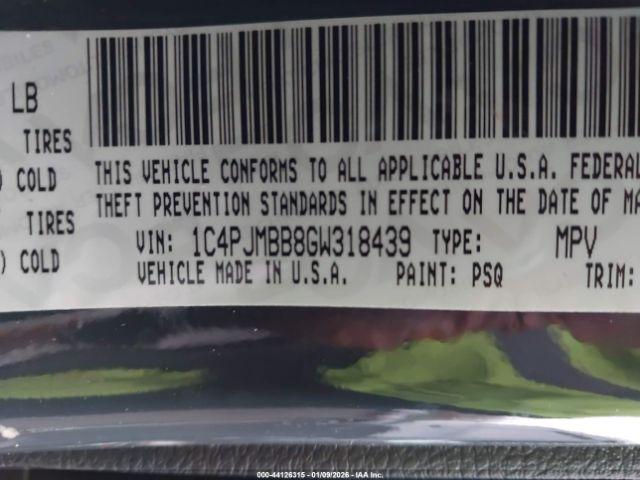 LB
TIRES
) COLD
TIRES
) COLD
THIS VEHICLE CONFORMS TO ALL APPLICABLE U.S.A. FEDERAL
THEFT PREVENTION STANDARDS IN EFFECT ON THE DATE OF MA
VIN: 1C4PJMBB8GW318439 TYPE: MPV
VEHICLE MADE IN U.S.A. PAINT: PSQ TRIM:
000-44126315 - 01/09/2026 - IAA Inc.